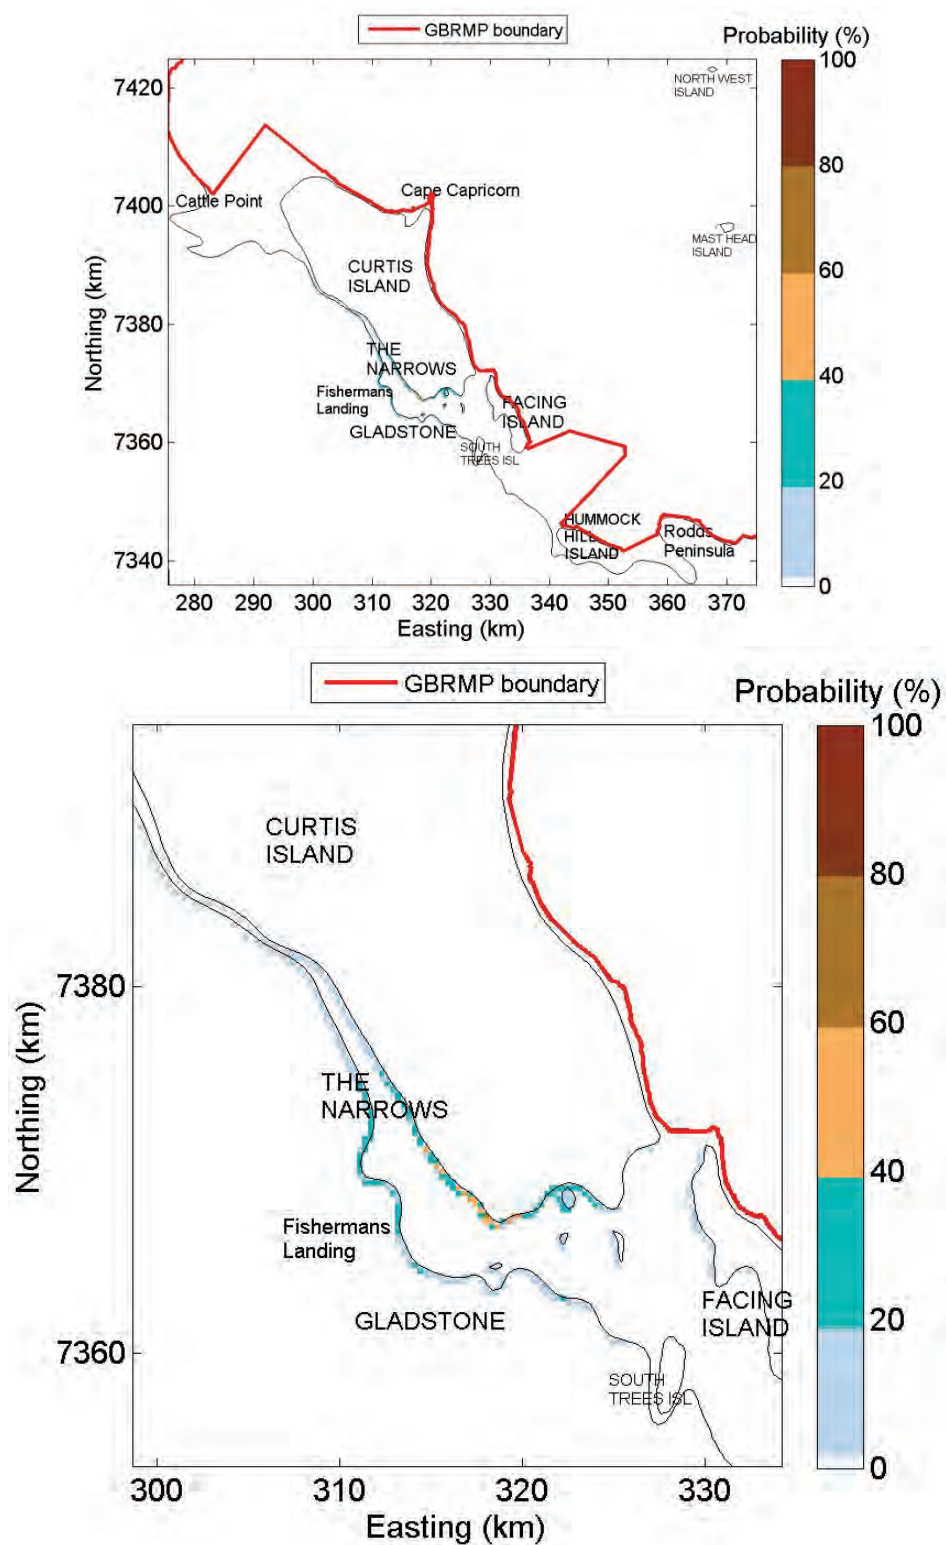 GBRMP boundary
Probability (%)
7420
7400
7380
7360
7340
NORTH WEST
ISLAND
Cattle Point
Cape Capricorn
MAST HEAD
ISLAND
CURTIS
ISLAND
THE
NARROWS
Fishermans
Landing
FACING
ISLAND
GLADSTONE
SOUTH
TREES ISL
HUMMOCK
HILL
ISLAND
Rodds
Peninsula
100
80
60
40
20
0
280 290 300 310 320 330 340 350 360 370
Easting (km)
Northing (km)
GBRMP boundary
Probability (%)
CURTIS
ISLAND
7380
7360
THE
NARROWS
Fishermans
Landing
GLADSTONE
FACING
ISLAND
SOUTH
TREES ISL
100
80
60
40
20
0
300 310 320 330
Easting (km)
Northing (km)